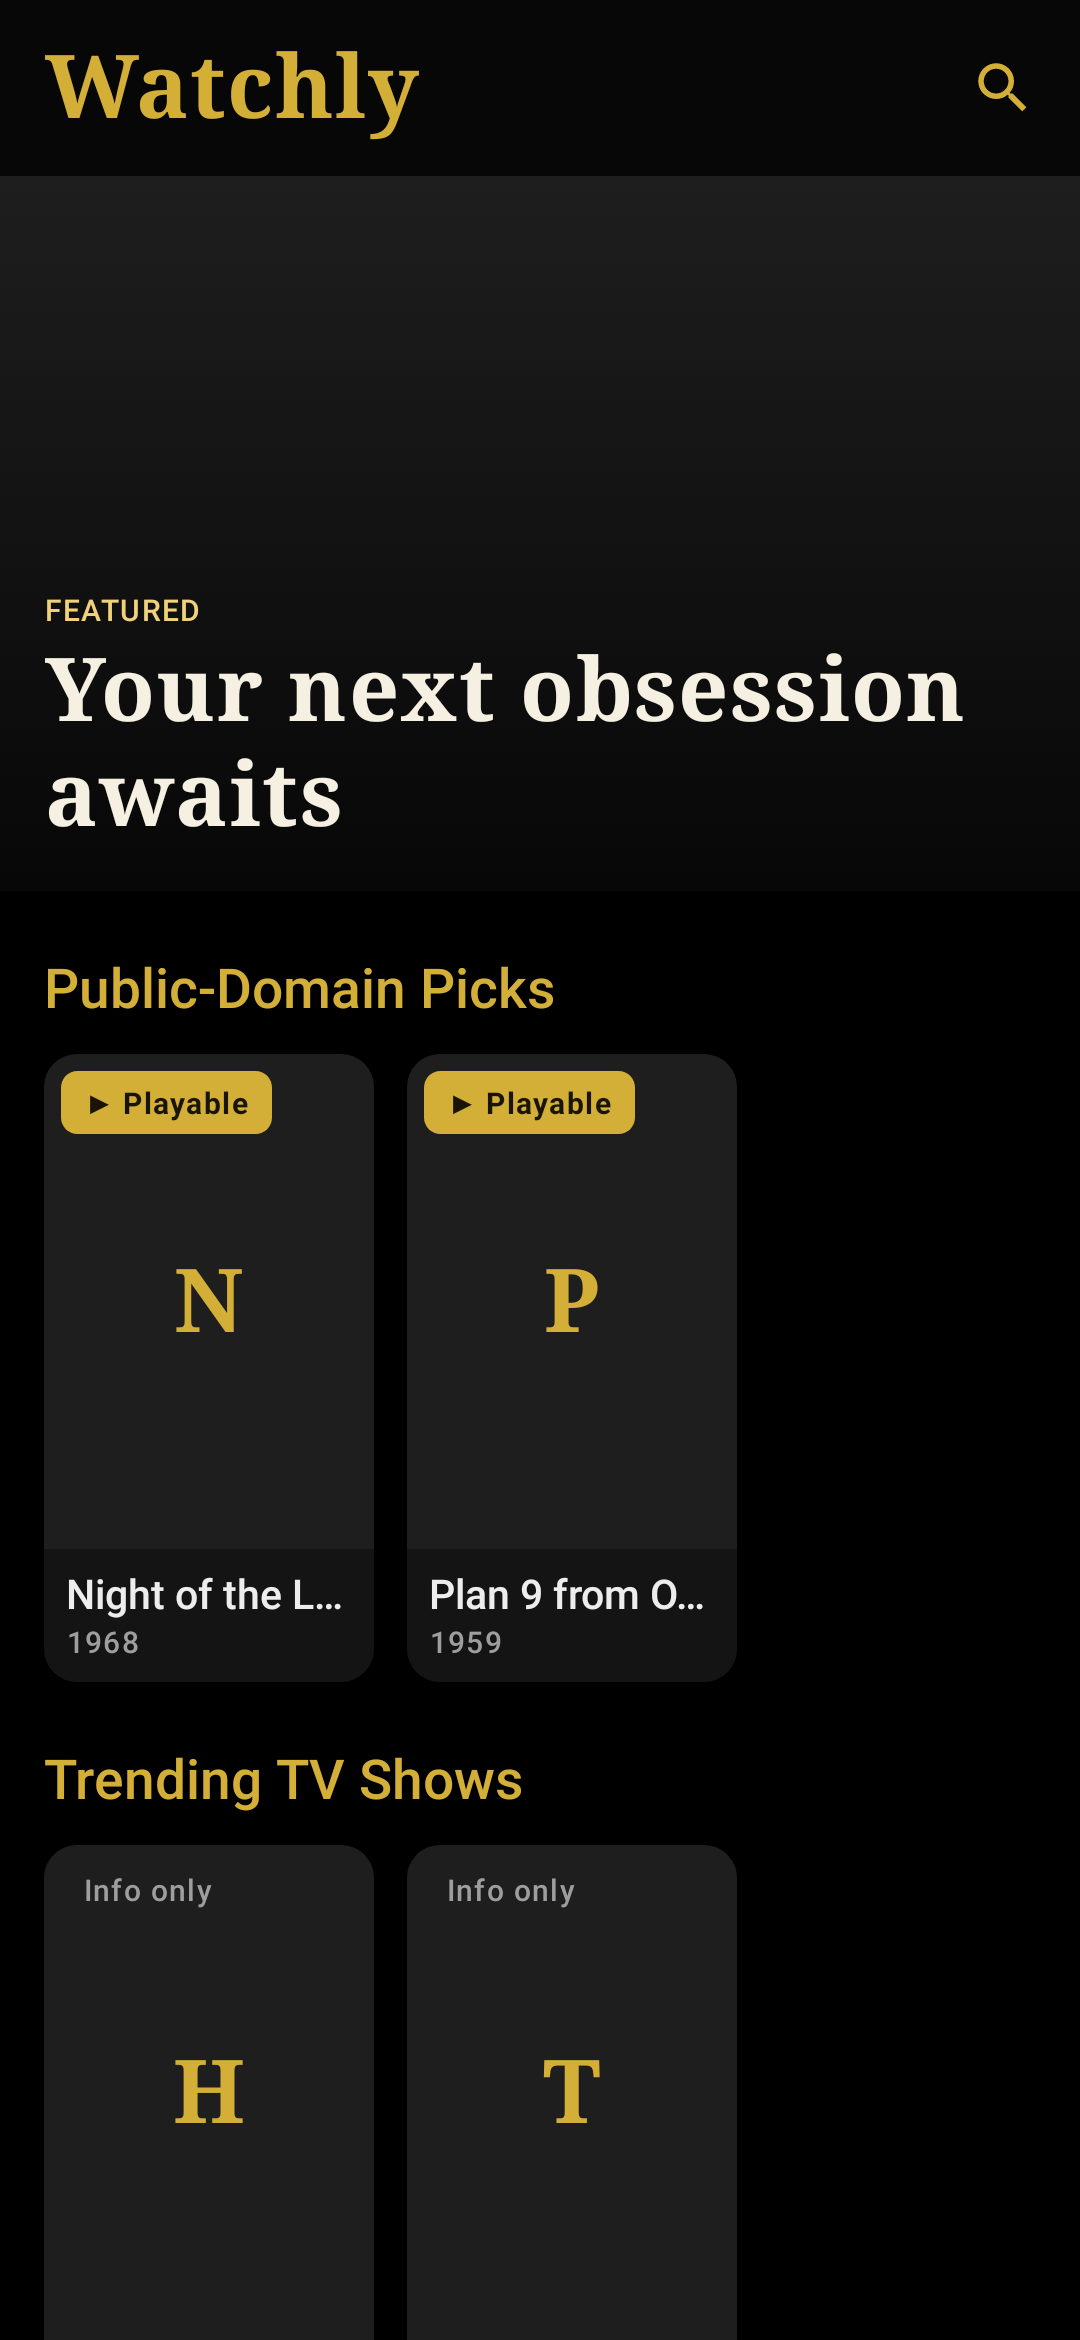 Watchly
FEATURED
Your next obsession
awaits
Public-Domain Picks
▶ Playable
▶ Playable
N
P
Night of the L...
Plan 9 from O...
1968
1959
Trending TV Shows
Info only
Info only
H
T